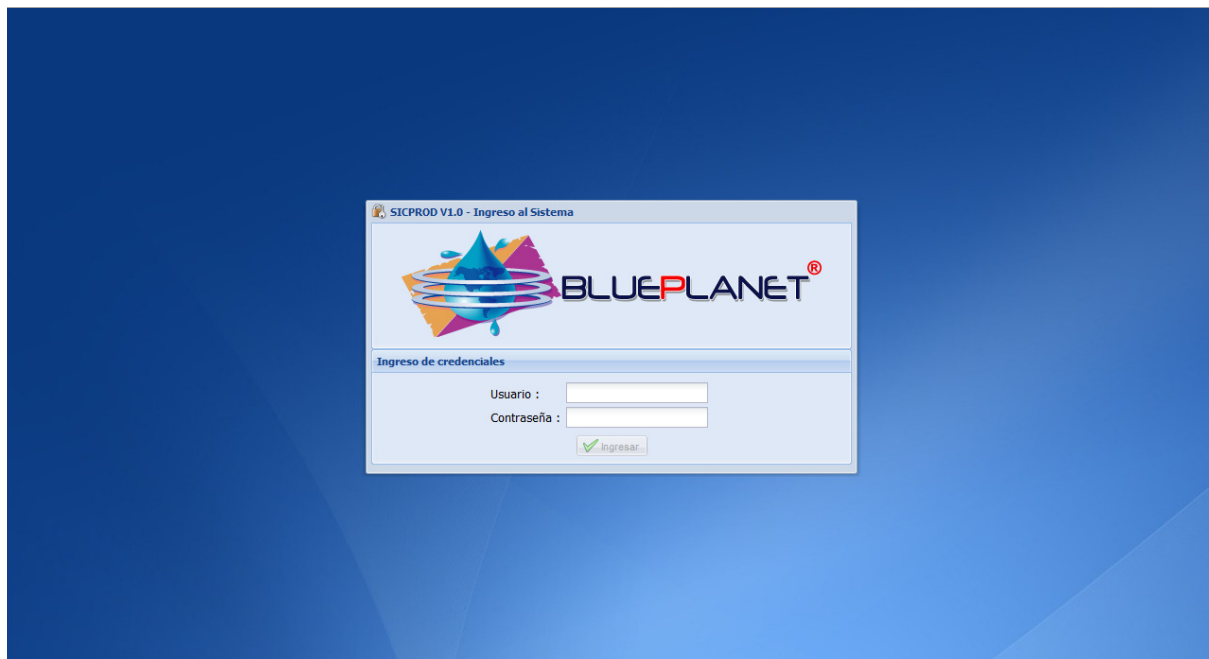 SICPROD V1.0 - Ingreso al Sistema
BLUEPLANET®
Ingreso de credenciales
Usuario :
Contraseña :
Ingresar